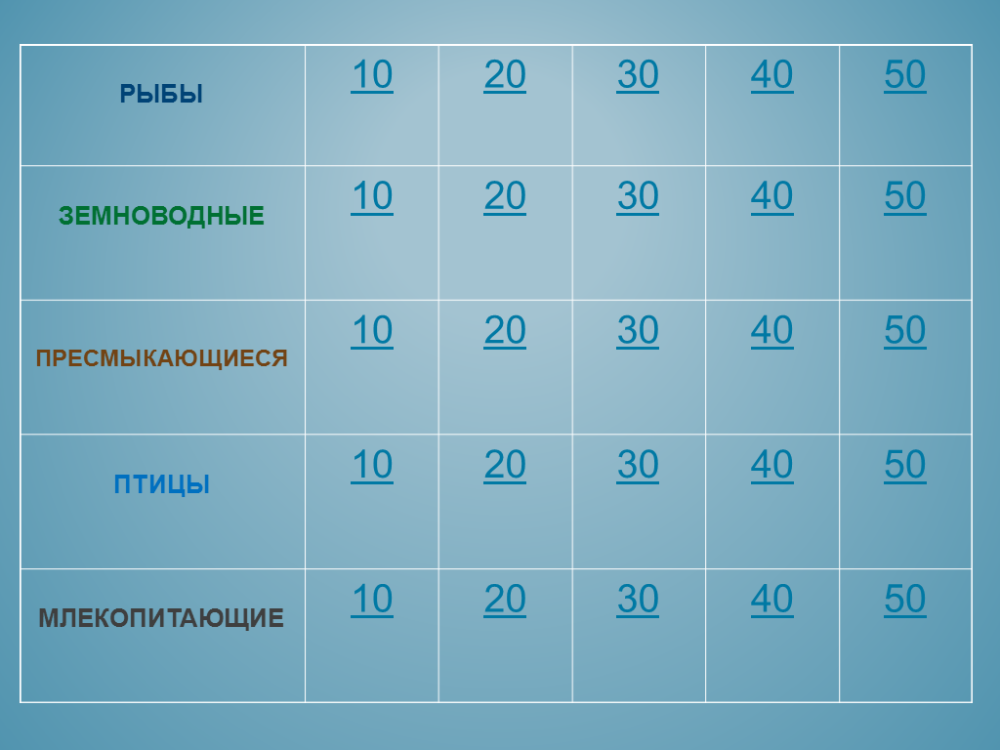 РЫБЫ 10 20 30 40 50
ЗЕМНОВОДНЫЕ 10 20 30 40 50
ПРЕСМЫКАЮЩИЕСЯ 10 20 30 40 50
ПТИЦЫ 10 20 30 40 50
МЛЕКОПИТАЮЩИЕ 10 20 30 40 50